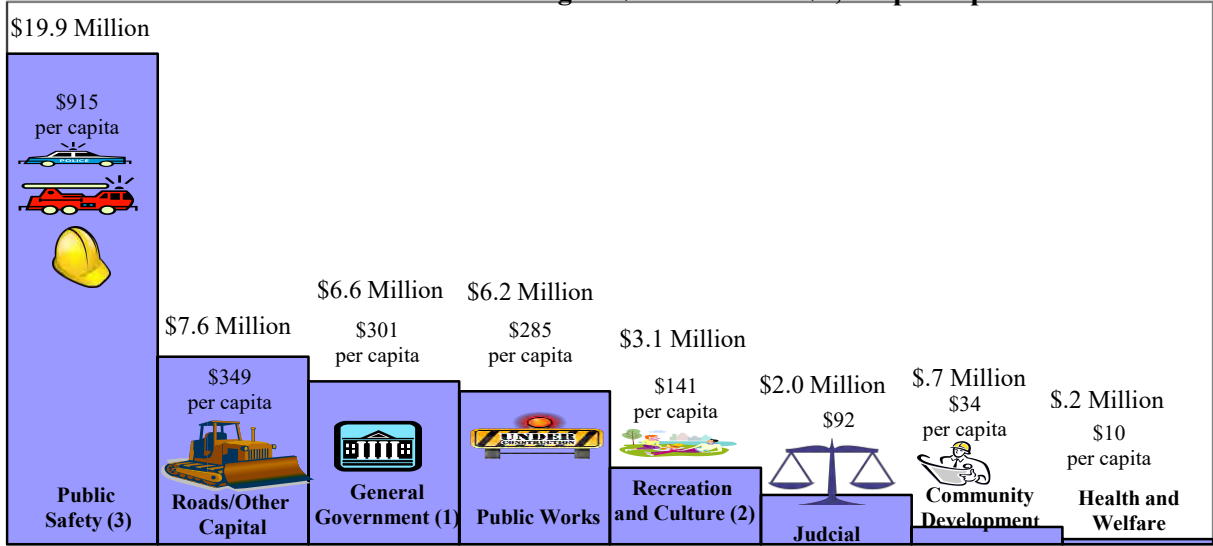 $19.9 Million
$915
per capita
POLICE
$7.6 Million
$349
per capita
$6.6 Million
$301
per capita
$6.2 Million
$285
per capita
UNDER
CONSTRUCTION
$3.1 Million
$141
per capita
$2.0 Million
$92
$.7 Million
$34
per capita
$.2 Million
$10
per capita
Public
Safety (3)
Roads/Other
Capital
General
Government (1)
Public Works
Recreation
and Culture (2)
Judcial
Community
Development
Health and
Welfare